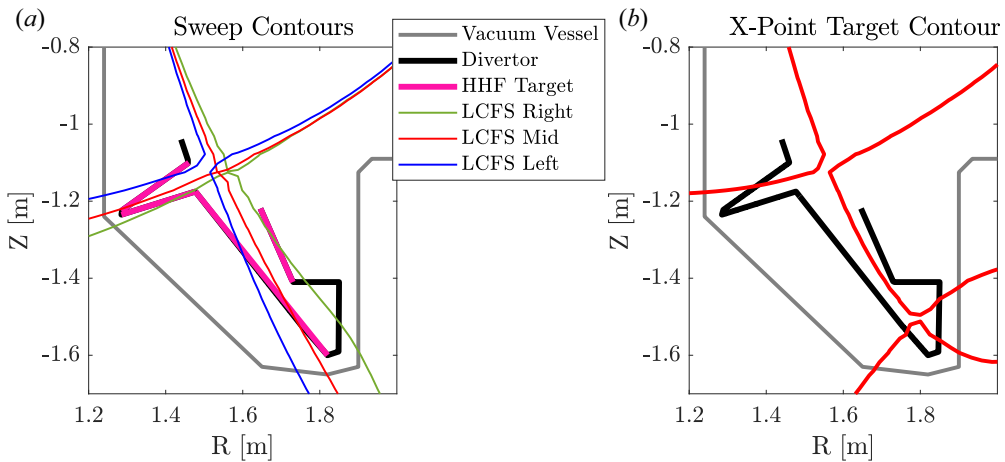 (a)
Sweep Contours
Vacuum Vessel
Divertor
HHF Target
LCFS Right
LCFS Mid
LCFS Left
-0.8
-1
-1.2
-1.4
-1.6
Z [m]
1.2 1.4 1.6 1.8
R [m]
(b)
X-Point Target Contour
-0.8
-1
-1.2
-1.4
-1.6
Z [m]
1.2 1.4 1.6 1.8
R [m]